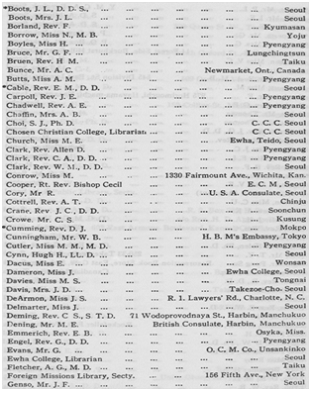 *Boots, J. L., D. D. S., ... ... ... ... ... Seoul
Boots, Mrs. J. L. ... ... ... ... ... Seoul
Borland, Rev. F. ... ... ... ... ... Kyumasan
Borrow, Miss N., M. B. ... ... ... ... Yoju
Boyles, Miss H. ... ... ... ... ... Pyengyang
Bruce, Mr. G. F. ... ... ... ... ... Lungchingtsun
Bruen, Rev. H M. ... ... ... ... ... Taiku
Bunce, Mr. A. C. ... ... ... Newmarket, Ont., Canada
Butts, Miss A. M. ... ... ... ... ... Pyengyang
*Cable, Rev. E. M., D. D. ... ... ... ... Seoul
Carpoll, Rev. J. E. ... ... ... ... ... Pyengyang
Chadwell, Rev. A. E. ... ... ... ... Pyengyang
Chaffin, Mrs. A. B. ... ... ... ... Seoul
Choi, S. J., Ph. D. ... ... ... ... C. C. C. Seoul
Chosen Christian College, Librarian ... ... C. C. C. Seoul
Church, Miss M. E. ... ... ... Ewha, Teido, Seoul
Clark, Rev. Allen D. ... ... ... ... Pyengyang
Clark, Rev. C. A., D. D. ... ... ... ... Pyengyang
Clark, Rev. W. M., D. D. ... ... ... ... Seoul
Conrow, Miss M. ... ... 1330 Fairmount Ave., Wichita, Kan.
Cooper, Rt. Rev. Bishop Cecil ... ... E. C. M., Seoul
Cory, Mr R. ... ... ... ... U. S. A. Consulate, Seoul
Cottrell, Rev. A. T. ... ... ... ... ... Chinju
Crane, Rev J. C., D. D. ... ... ... ... Soonchun
Crowe, Mr. C. S. ... ... ... ... ... Kusung
*Cumming, Rev. D. J. ... ... ... ... ... Mokpo
Cunningham, Mr. W. B. ... ... H. B. M's Embassy, Tokyo
Cutler, Miss M. M., M. D. ... ... ... ... Pyengyang
Cynn, Hugh H., LL. D. ... ... ... ... Seoul
Dacus, Miss E. ... ... ... ... ... Wonsan
Dameron, Miss J. ... ... ... Ewha College, Seoul
Davies, Miss M. S. ... ... ... ... ... Tongnai
Davis, Mrs. J. D. ... ... ... ... Takezoe-Cho, Seoul
DeArmon, Miss J. S. ... ... R. 1. Lawyers' Rd., Charlotte, N. C.
Delmarter, Miss J. ... ... ... ... ... Seoul
Deming, Rev. C. S., S. T. D. 21 Wodoprovodnaya St., Harbin, Manchukuo
Dening, Mr. M. E. ... ... British Consulate, Harbin, Manchukuo
Emmerich, Rev. E. B. ... ... ... ... Osyka, Miss.
Engel, Rev. G., D. D. ... ... ... ... Pyengyang
Evans, Mr. G. ... ... ... O. C. M. Co., Unsankinko
Ewha College, Librarian ... ... ... ... Seoul
Fletcher, A. G., M. D. ... ... ... ... Taiku
Foreign Missions Library, Secty. ... 156 Fifth Ave., New York
Genso, Mr. J. F. ... ... ... ... ... Seoul